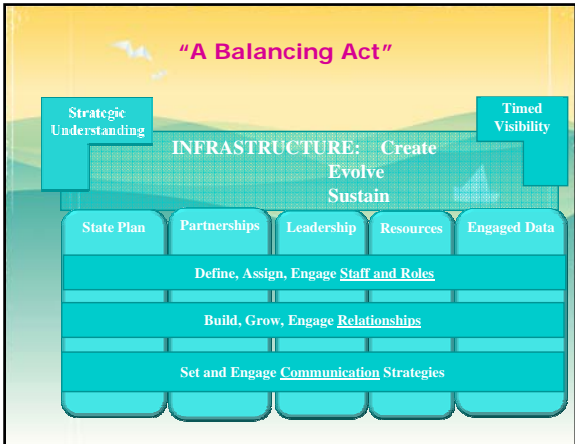 “A Balancing Act”
Strategic
Understanding
Timed
Visibility
INFRASTRUCTURE: Create
Evolve
Sustain
State Plan
Partnerships
Leadership
Resources
Engaged Data
Define, Assign, Engage Staff and Roles
Build, Grow, Engage Relationships
Set and Engage Communication Strategies